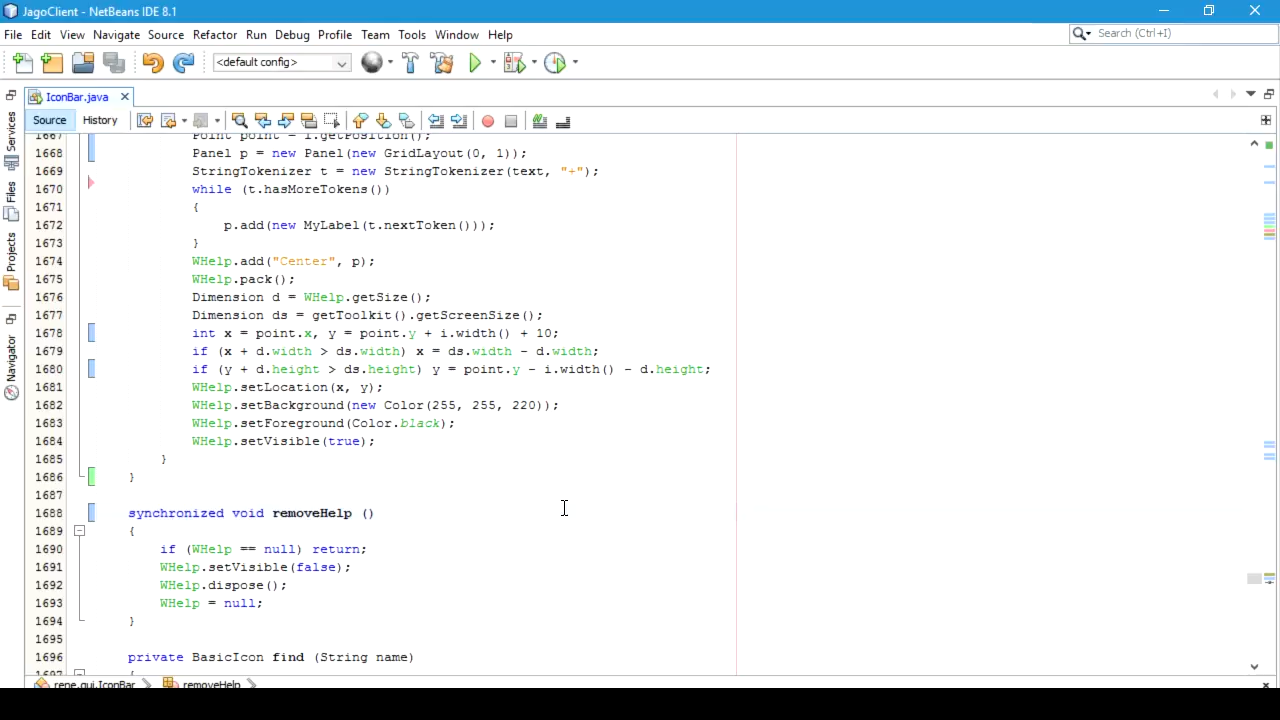 JagoClient - NetBeans IDE 8.1
File Edit View Navigate Source Refactor Run Debug Profile Team Tools Window Help
Search (Ctrl+I)
<default config>
IconBar.java
Source History
Services
Files
Projects
Navigator
1667 Point point = i.getPosition();
1668 Panel p = new Panel(new GridLayout(0, 1));
1669 StringTokenizer t = new StringTokenizer(text, "+");
1670 while (t.hasMoreTokens())
1671 {
1672 p.add(new MyLabel(t.nextToken()));
1673 }
1674 WHelp.add("Center", p);
1675 WHelp.pack();
1676 Dimension d = WHelp.getSize();
1677 Dimension ds = getToolkit().getScreenSize();
1678 int x = point.x, y = point.y + i.width() + 10;
1679 if (x + d.width > ds.width) x = ds.width - d.width;
1680 if (y + d.height > ds.height) y = point.y - i.width() - d.height;
1681 WHelp.setLocation(x, y);
1682 WHelp.setBackground(new Color(255, 255, 220));
1683 WHelp.setForeground(Color.black);
1684 WHelp.setVisible(true);
1685 }
1686 }
1687
1688 synchronized void removeHelp ()
1689 {
1690 if (WHelp == null) return;
1691 WHelp.setVisible(false);
1692 WHelp.dispose();
1693 WHelp = null;
1694 }
1695
1696 private BasicIcon find (String name)
1697 {
rene.gui.IconBar removeHelp